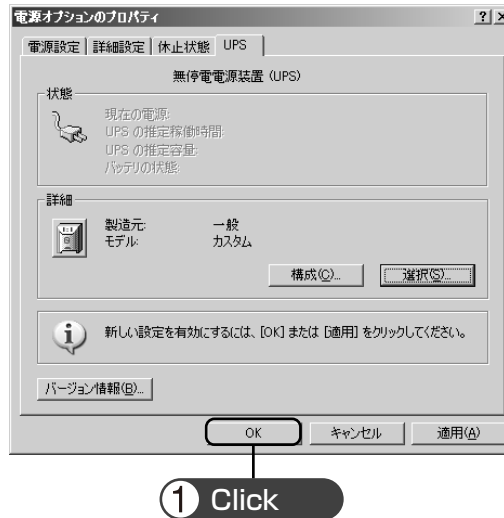 電源オプションのプロパティ
電源設定 詳細設定 休止状態 UPS
無停電電源装置 (UPS)
状態
現在の電源:
UPS の推定稼働時間:
UPS の推定容量:
バッテリの状態:
詳細
製造元: 一般
モデル: カスタム
構成(C)... 選択(S)...
新しい設定を有効にするには、[OK] または [適用] をクリックしてください。
バージョン情報(B)...
OK キャンセル 適用(A)
1 Click